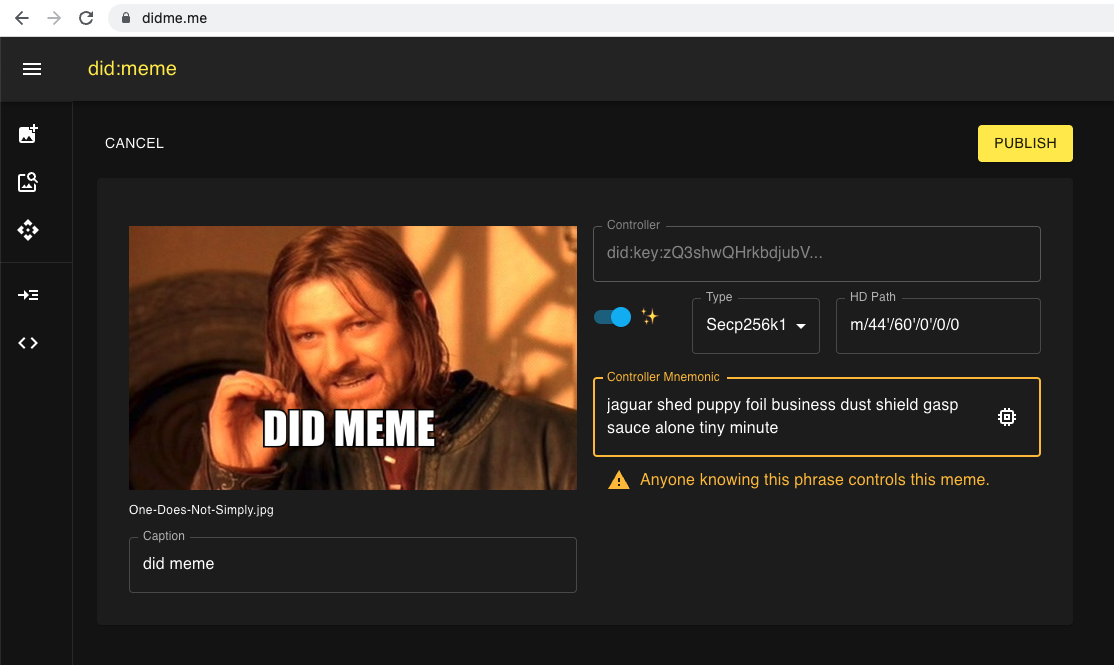 didme.me
did:meme
CANCEL
PUBLISH
DID MEME
One-Does-Not-Simply.jpg
Caption
did meme
Controller
did:key:zQ3shwQHrkbdjubV...
Type
Secp256k1
HD Path
m/44'/60'/0'/0/0
Controller Mnemonic
jaguar shed puppy foil business dust shield gasp
sauce alone tiny minute
Anyone knowing this phrase controls this meme.